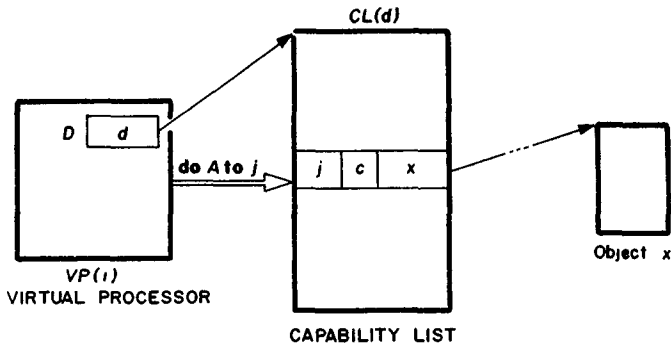 CL(d)
D d
do A to j
j c x
Object x
VP(i)
VIRTUAL PROCESSOR
CAPABILITY LIST